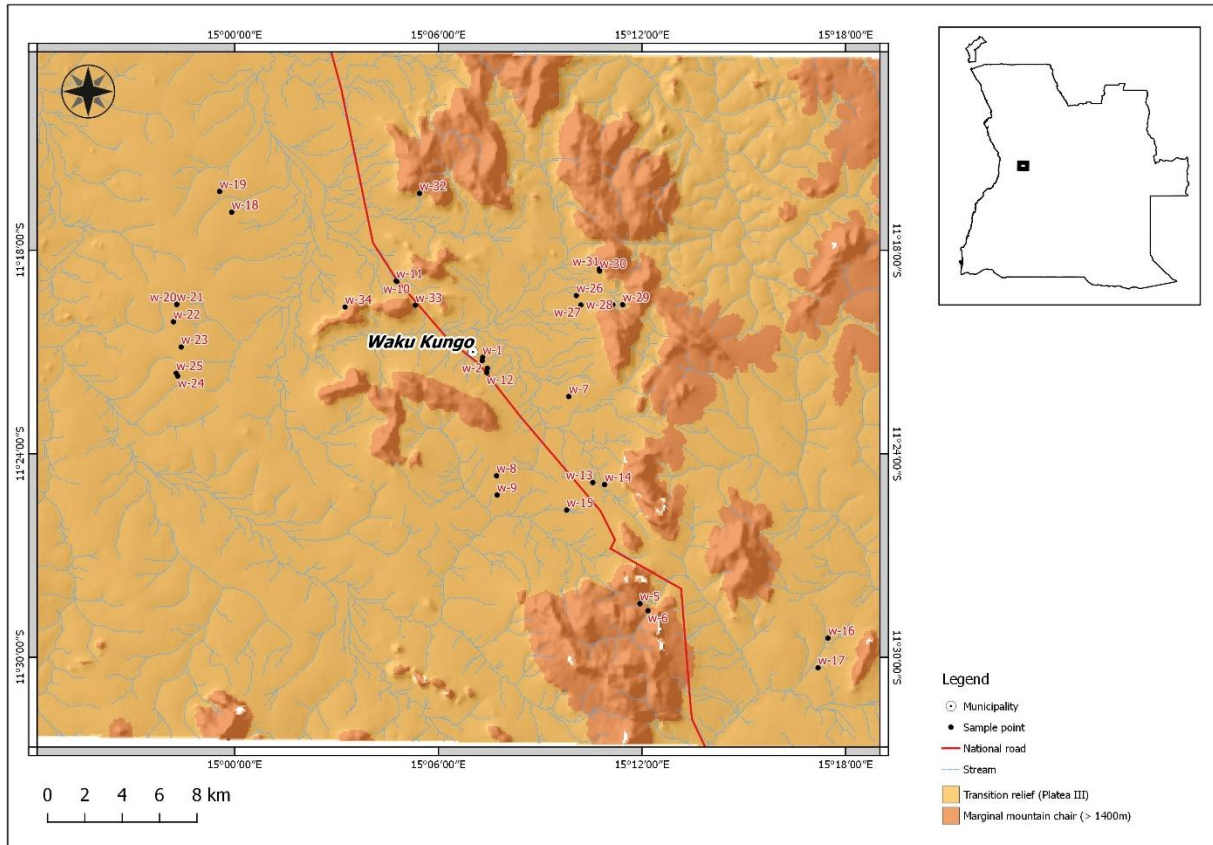 15°00'00"E 15°06'00"E 15°12'00"E 15°18'00"E
w-19
w-18
w-32
11°18'00"S 11°18'00"S
w-31 w-30
w-11
w-10
w-26
w-20 w-21
w-34
w-33
w-27 w-28 w-29
w-22
w-23
Waku Kungo
w-1
w-2
w-12
w-25
w-24
w-7
11°24'00"S 11°24'00"S
w-8
w-13 w-14
w-9
w-15
w-5
w-6
w-16
11°30'00"S 11°30'00"S
w-17
15°00'00"E 15°06'00"E 15°12'00"E 15°18'00"E
0 2 4 6 8 km
Legend
Municipality
Sample point
National road
Stream
Transition relief (Platea III)
Marginal mountain chair (> 1400m)